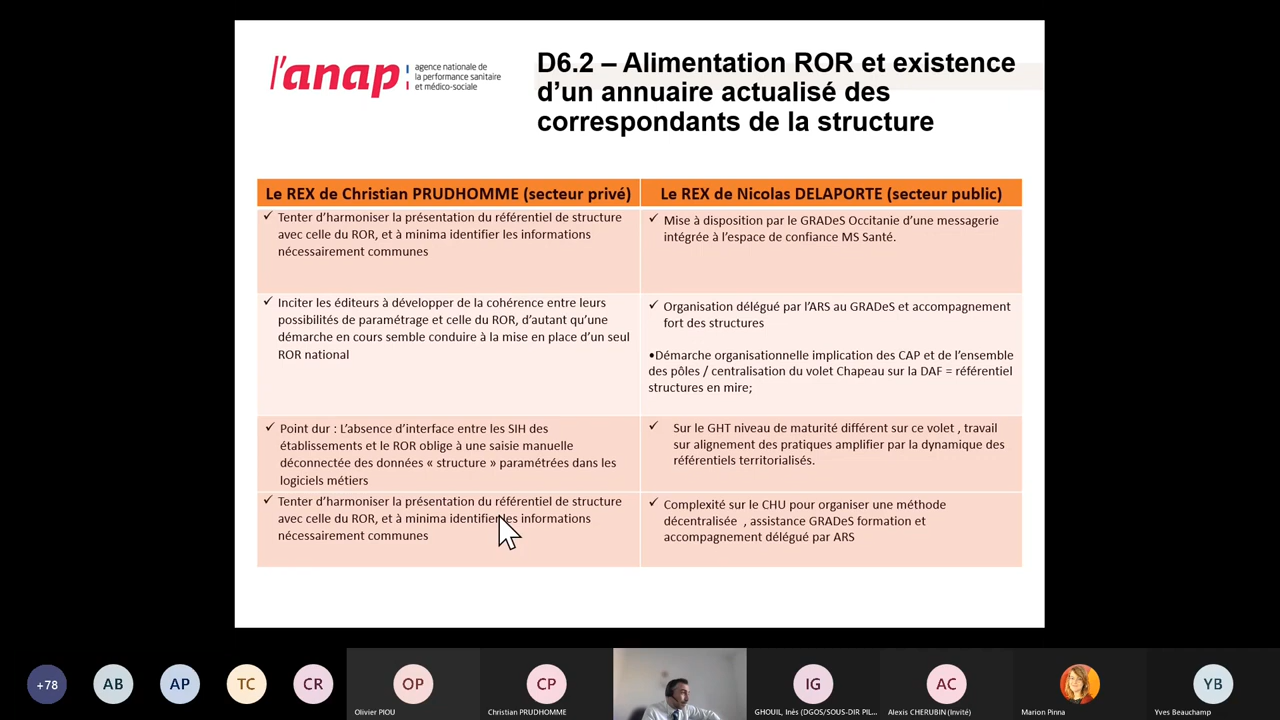 l'anap
agence nationale de
la performance sanitaire
et médico-sociale
D6.2 – Alimentation ROR et existence
d'un annuaire actualisé des
correspondants de la structure
Le REX de Christian PRUDHOMME (secteur privé)
Le REX de Nicolas DELAPORTE (secteur public)
✓ Tenter d'harmoniser la présentation du référentiel de structure
avec celle du ROR, et à minima identifier les informations
nécessairement communes
✓ Mise à disposition par le GRADeS Occitanie d'une messagerie
intégrée à l'espace de confiance MS Santé.
✓ Inciter les éditeurs à développer de la cohérence entre leurs
possibilités de paramétrage et celle du ROR, d'autant qu'une
démarche en cours semble conduire à la mise en place d'un seul
ROR national
✓ Organisation délégué par l'ARS au GRADeS et accompagnement
fort des structures
•Démarche organisationnelle implication des CAP et de l'ensemble
des pôles / centralisation du volet Chapeau sur la DAF = référentiel
structures en mire;
✓ Point dur : L'absence d'interface entre les SIH des
établissements et le ROR oblige à une saisie manuelle
déconnectée des données « structure » paramétrées dans les
logiciels métiers
✓ Sur le GHT niveau de maturité différent sur ce volet , travail
sur alignement des pratiques amplifier par la dynamique des
référentiels territorialisés.
✓ Tenter d'harmoniser la présentation du référentiel de structure
avec celle du ROR, et à minima identifier les informations
nécessairement communes
✓ Complexité sur le CHU pour organiser une méthode
décentralisée , assistance GRADeS formation et
accompagnement délégué par ARS
+78
AB
AP
TC
CR
OP
CP
IG
AC
YB
Olivier PIOU
Christian PRUDHOMME
GHOUIL, Inès (DGOS/SOUS-DIR PIL...
Alexis CHERUBIN (Invité)
Marion Pinna
Yves Beauchamp